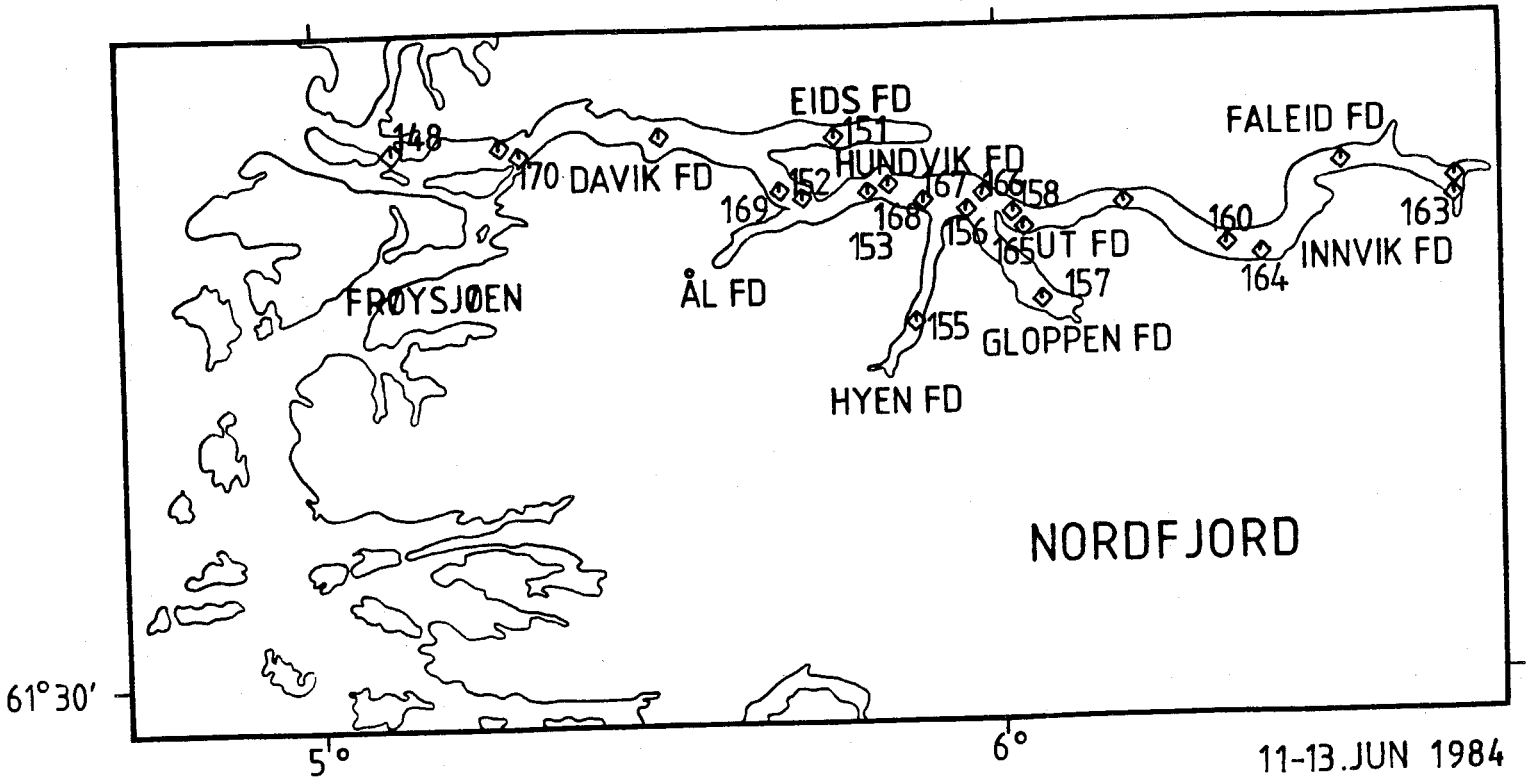 EIDS FD
FALEID FD
148
151
HUNDVIK FD
170
DAVIK FD
152
167
166
158
169
168
160
163
153
156
165
UT FD
164
INNVIK FD
ÅL FD
157
FRØYSJØEN
155
GLOPPEN FD
HYEN FD
NORDFJORD
61°30'
5°
6°
11-13.JUN 1984